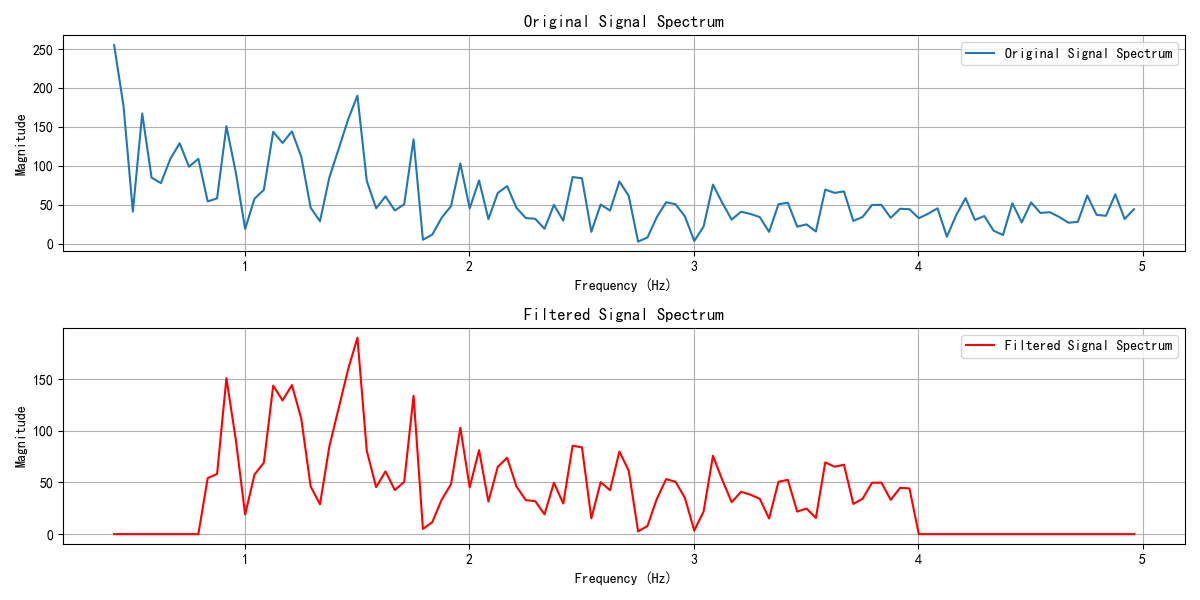 Original Signal Spectrum
250
200
150
100
50
0
Magnitude
Original Signal Spectrum
1 2 3 4 5
Frequency (Hz)
Filtered Signal Spectrum
150
100
50
0
Magnitude
Filtered Signal Spectrum
1 2 3 4 5
Frequency (Hz)